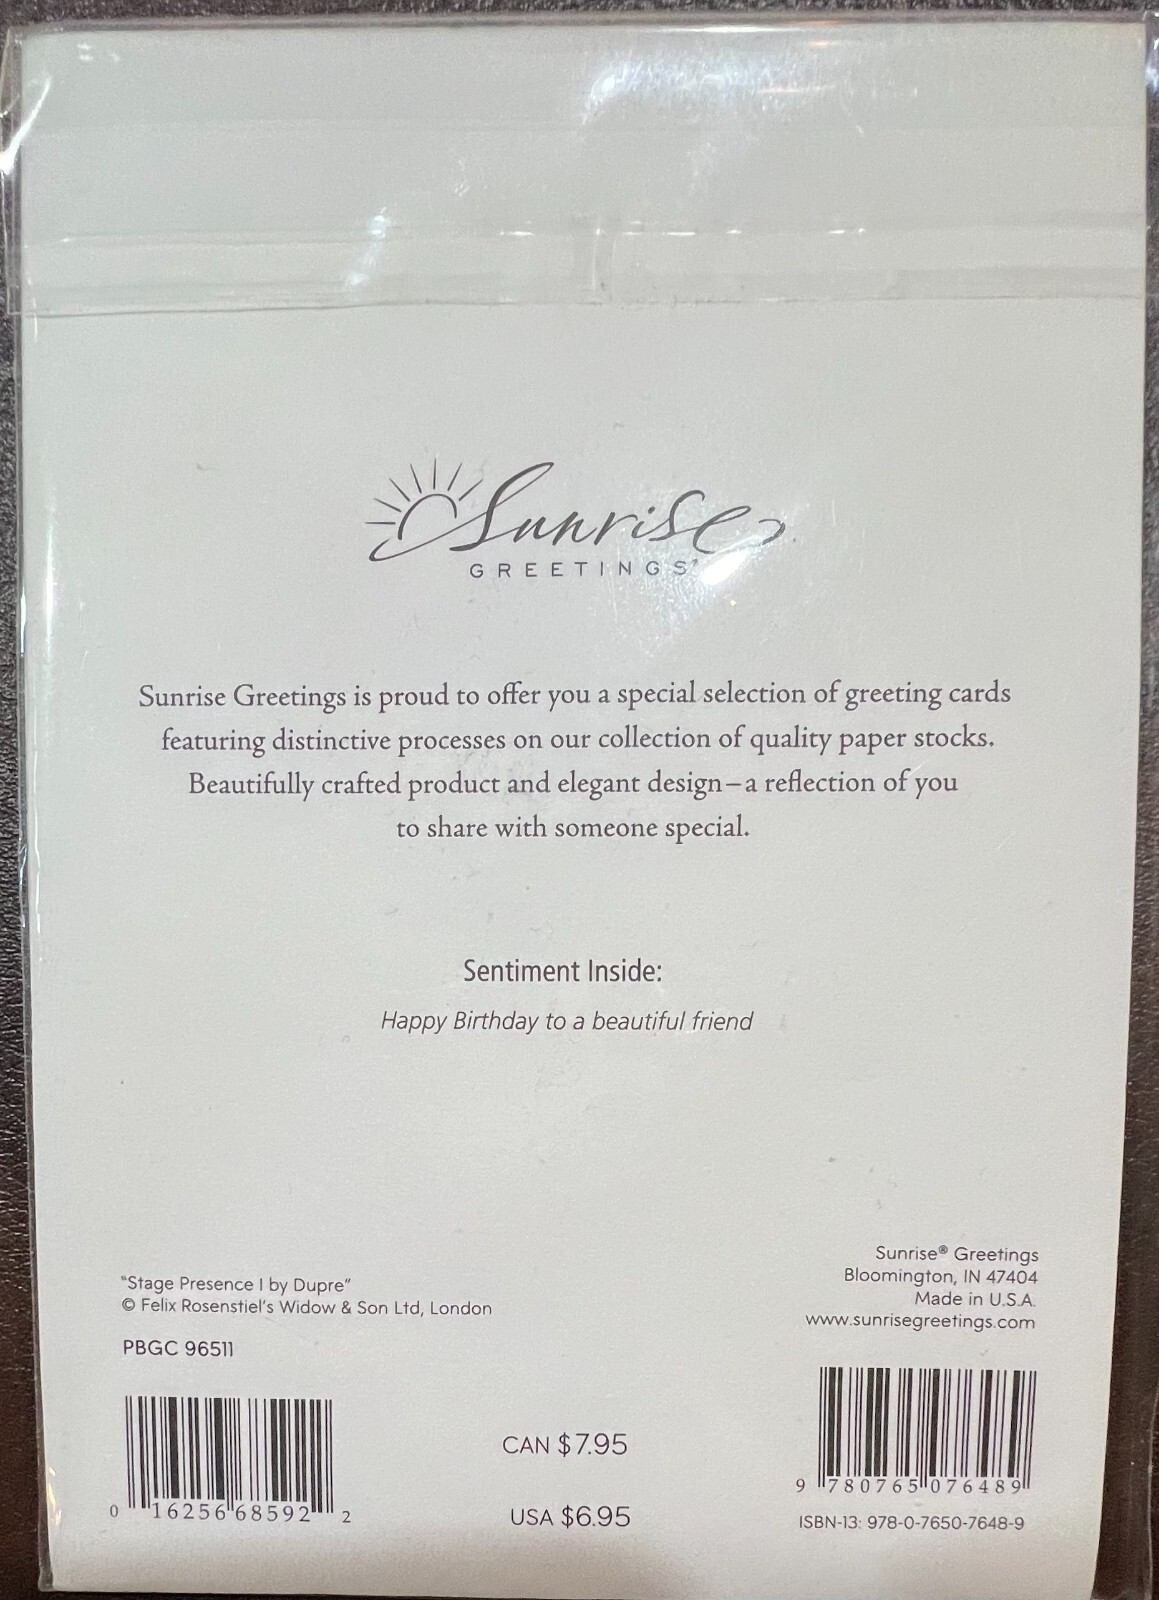 Sunrise
GREETINGS®
Sunrise Greetings is proud to offer you a special selection of greeting cards
featuring distinctive processes on our collection of quality paper stocks.
Beautifully crafted product and elegant design–a reflection of you
to share with someone special.
Sentiment Inside:
Happy Birthday to a beautiful friend
"Stage Presence I by Dupre"
© Felix Rosenstiel's Widow & Son Ltd, London
PBGC 96511
Sunrise® Greetings
Bloomington, IN 47404
Made in U.S.A.
www.sunrisegreetings.com
0 16256 68592 2
CAN $7.95
USA $6.95
9 780765 076489
ISBN-13: 978-0-7650-7648-9